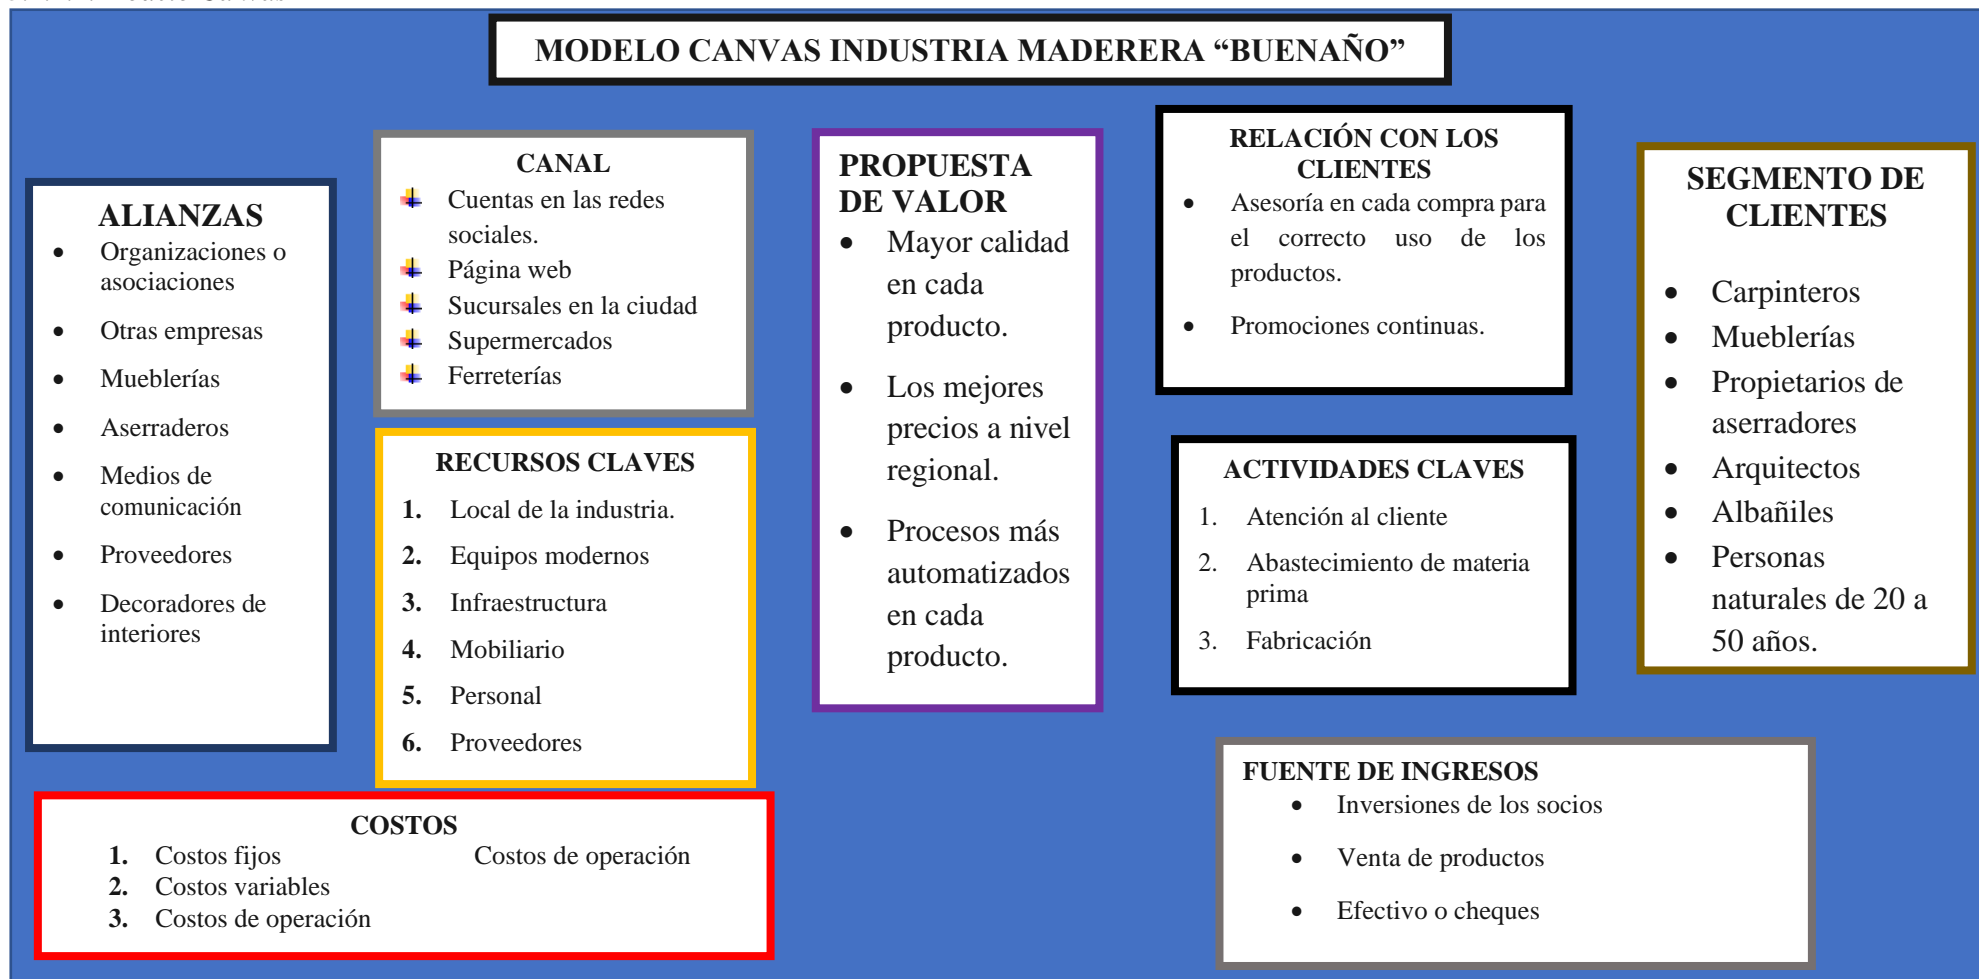 MODELO CANVAS INDUSTRIA MADERERA “BUENAÑO”
ALIANZAS
• Organizaciones o
asociaciones
• Otras empresas
• Mueblerías
• Aserraderos
• Medios de
comunicación
• Proveedores
• Decoradores de
interiores
CANAL
Cuentas en las redes
sociales.
Página web
Sucursales en la ciudad
Supermercados
Ferreterías
RECURSOS CLAVES
1. Local de la industria.
2. Equipos modernos
3. Infraestructura
4. Mobiliario
5. Personal
6. Proveedores
PROPUESTA
DE VALOR
• Mayor calidad
en cada
producto.
• Los mejores
precios a nivel
regional.
• Procesos más
automatizados
en cada
producto.
RELACIÓN CON LOS
CLIENTES
• Asesoría en cada compra para
el correcto uso de los
productos.
• Promociones continuas.
ACTIVIDADES CLAVES
1. Atención al cliente
2. Abastecimiento de materia
prima
3. Fabricación
SEGMENTO DE
CLIENTES
• Carpinteros
• Mueblerías
• Propietarios de
aserradores
• Arquitectos
• Albañiles
• Personas
naturales de 20 a
50 años.
COSTOS
1. Costos fijos Costos de operación
2. Costos variables
3. Costos de operación
FUENTE DE INGRESOS
• Inversiones de los socios
• Venta de productos
• Efectivo o cheques